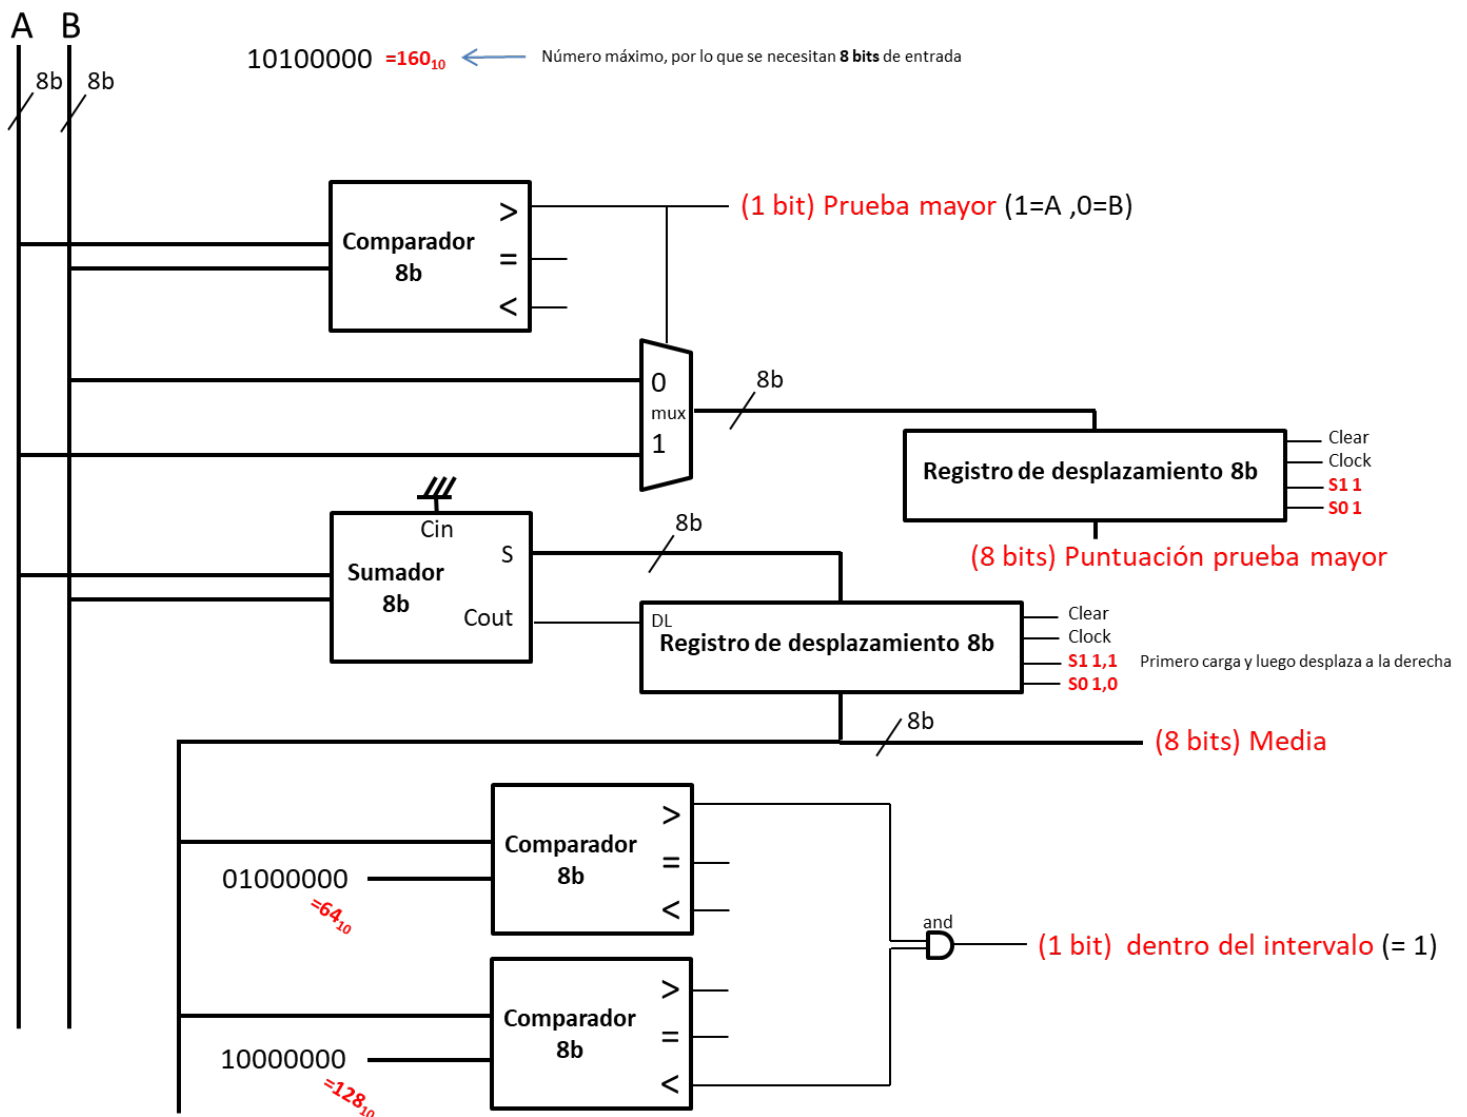 A B
10100000 =160₁₀ Número máximo, por lo que se necesitan 8 bits de entrada
8b 8b
(1 bit) Prueba mayor (1=A ,0=B)
>
Comparador
8b
=
<
0
mux
1
8b
Clear
Clock
S1 1
S0 1
Registro de desplazamiento 8b
(8 bits) Puntuación prueba mayor
Cin
S
Sumador
8b
Cout
8b
DL
Registro de desplazamiento 8b
Clear
Clock
S1 1,1 Primero carga y luego desplaza a la derecha
S0 1,0
8b
(8 bits) Media
>
Comparador
8b
=
<
01000000
=64₁₀
and
(1 bit) dentro del intervalo (= 1)
>
Comparador
8b
=
<
10000000
=128₁₀